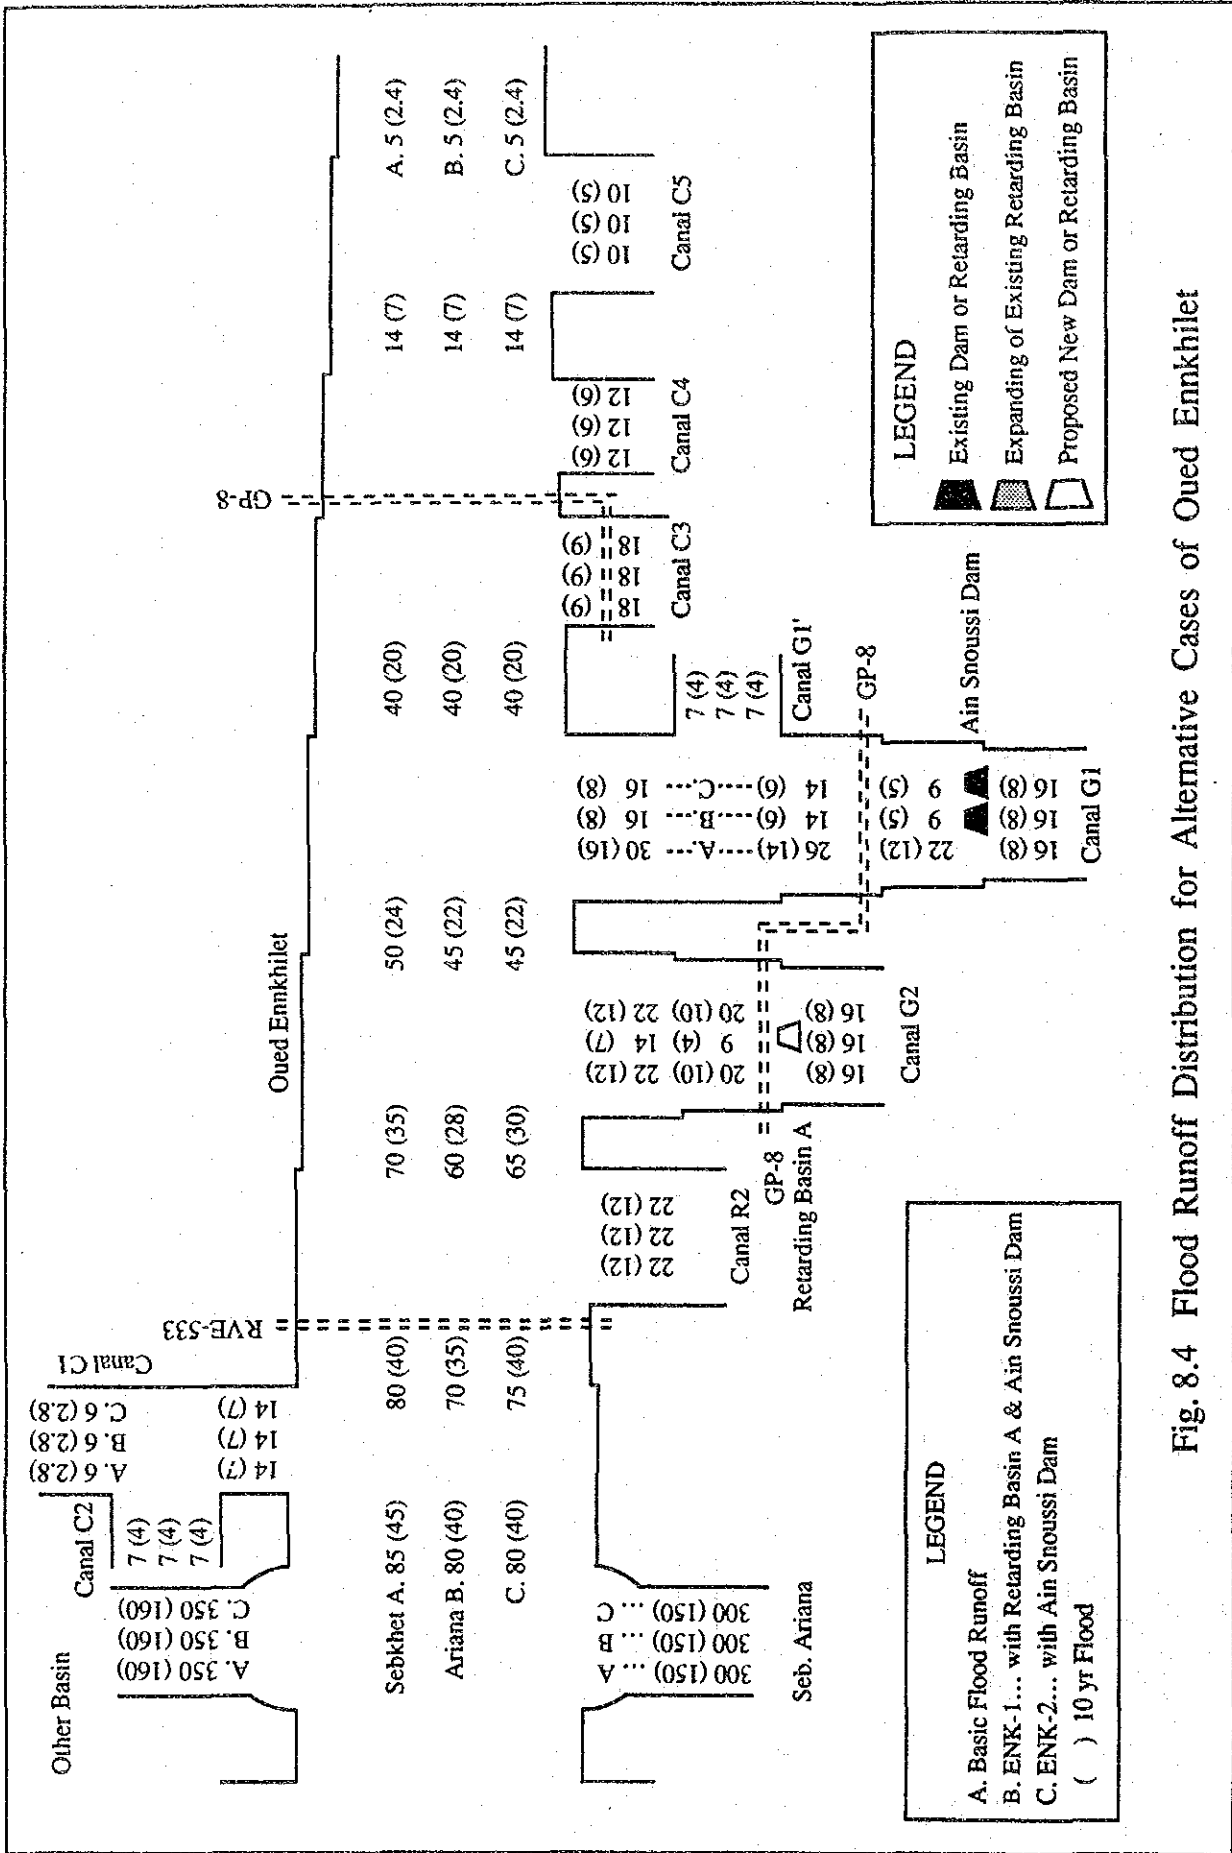 Other Basin
Canal C2
Canal C1
A. 350 (160)
B. 350 (160)
C. 350 (160)
7 (4)
7 (4)
7 (4)
A. 6 (2.8)
B. 6 (2.8)
C. 6 (2.8)
14 (7)
14 (7)
14 (7)
RVE-533
Oued Ennkhilet
GP-8
Sebkhet A. 85 (45)
80 (40)
70 (35)
50 (24)
40 (20)
14 (7)
A. 5 (2.4)
Ariana B. 80 (40)
70 (35)
60 (28)
45 (22)
40 (20)
14 (7)
B. 5 (2.4)
C. 80 (40)
75 (40)
65 (30)
45 (22)
40 (20)
14 (7)
C. 5 (2.4)
300 (150) ... A
300 (150) ... B
300 (150) ... C
Seb. Ariana
22 (12)
22 (12)
22 (12)
Canal R2
GP-8
Retarding Basin A
20 (10) 22 (12)
9 (4) 14 (7)
20 (10) 22 (12)
16 (8)
16 (8)
16 (8)
Canal G2
26 (14)----A.--- 30 (16)
14 (6)----B.--- 16 (8)
14 (6)----C.--- 16 (8)
22 (12)
9 (5)
9 (5)
16 (8)
16 (8)
16 (8)
Canal G1
7 (4)
7 (4)
7 (4)
Canal G1'
GP-8
Ain Snoussi Dam
18 (9)
18 (9)
18 (9)
Canal C3
12 (6)
12 (6)
12 (6)
Canal C4
10 (5)
10 (5)
10 (5)
Canal C5
LEGEND
A. Basic Flood Runoff
B. ENK-1... with Retarding Basin A & Ain Snoussi Dam
C. ENK-2... with Ain Snoussi Dam
( ) 10 yr Flood
LEGEND
Existing Dam or Retarding Basin
Expanding of Existing Retarding Basin
Proposed New Dam or Retarding Basin
Fig. 8.4 Flood Runoff Distribution for Alternative Cases of Oued Ennkhilet